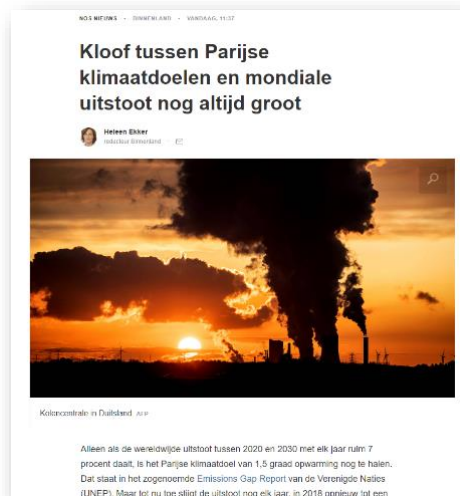 NOS NIEUWS • BINNENLAND • VANDAAG, 11:37
Kloof tussen Parijse
klimaatdoelen en mondiale
uitstoot nog altijd groot
Heleen Ekker
redacteur Binnenland
Kolencentrale in Duitsland
Alleen als de wereldwijde uitstoot tussen 2020 en 2030 met elk jaar ruim 7
procent daalt, is het Parijse klimaatdoel van 1,5 graad opwarming nog te halen.
Dat staat in het zogenoemde Emissions Gap Report van de Verenigde Naties
(UNEP). Maar tot nu toe stijgt de uitstoot nog elk jaar, in 2018 opnieuw tot een